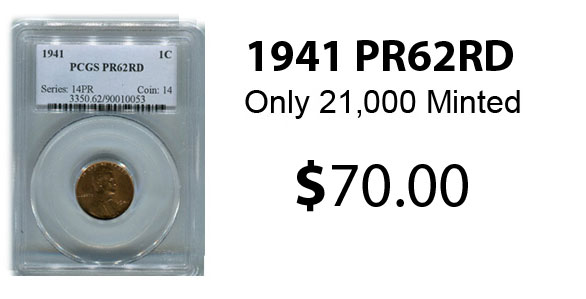 1941 1C
PCGS PR62RD
Series: 14PR Coin: 14
3350.62/90010053
1941 PR62RD
Only 21,000 Minted
$70.00